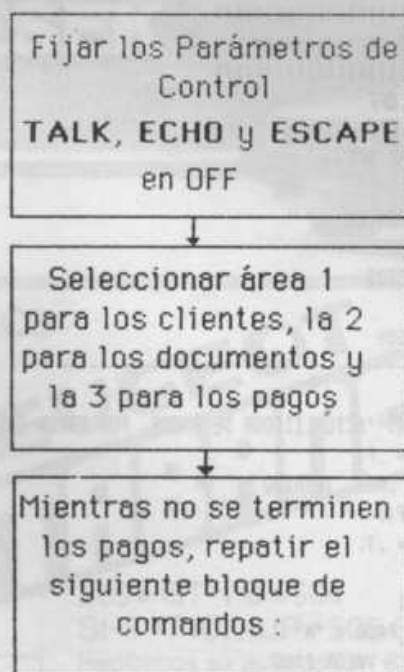 Fijar los Parámetros de
Control
TALK, ECHO y ESCAPE
en OFF
Seleccionar área 1
para los clientes, la 2
para los documentos y
la 3 para los pagos
Mientras no se terminen
los pagos, repatir el
siguiente bloque de
comandos :